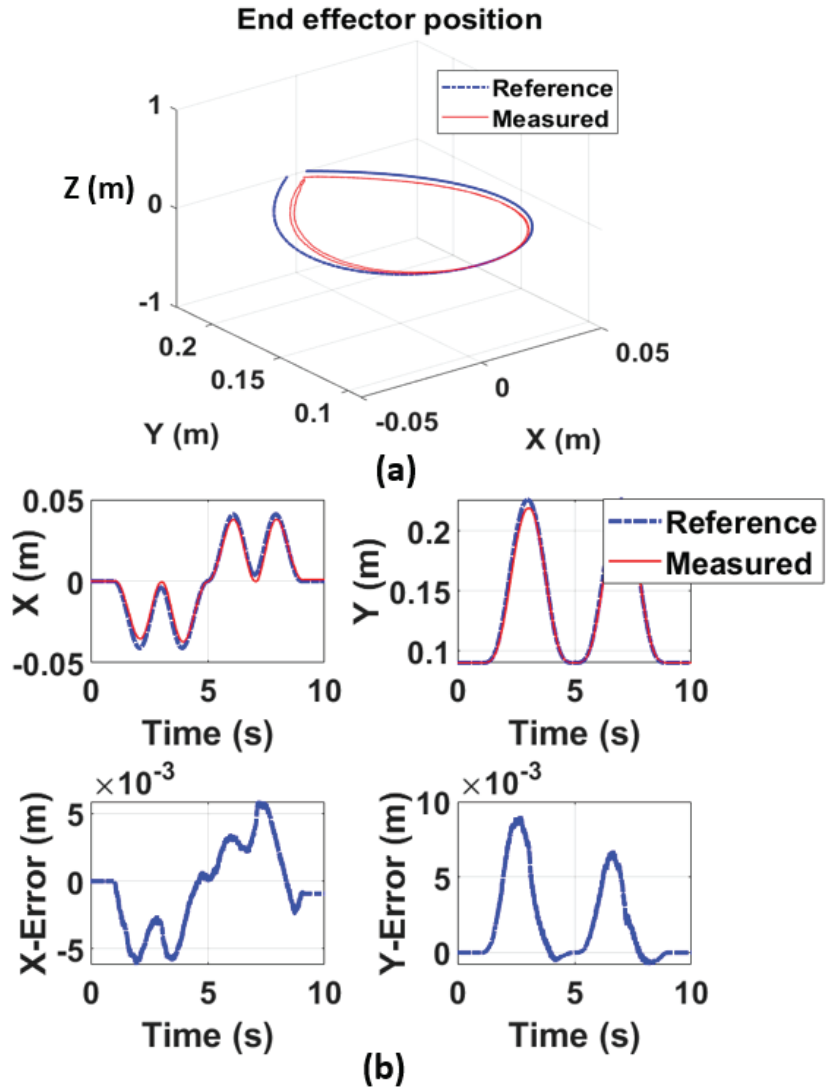 End effector position
Reference
Measured
1
Z (m)
0
-1
0.2
0.15
0.1
0.05
0
-0.05
Y (m)
X (m)
(a)
0.05
0
-0.05
X (m)
0 5 10
Time (s)
Reference
Measured
0.2
0.15
0.1
Y (m)
0 5 10
Time (s)
×10-3
5
0
-5
X-Error (m)
0 5 10
Time (s)
10 ×10-3
5
0
Y-Error (m)
0 5 10
Time (s)
(b)